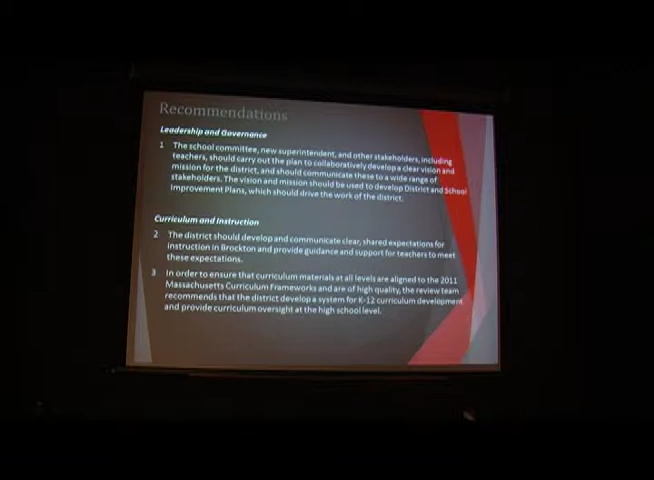 Recommendations
Leadership and Governance
1 The school committee, new superintendent, and other stakeholders, including
teachers, should carry out the plan to collaboratively develop a clear vision and
mission for the district, and should communicate these to a wide range of
stakeholders. The vision and mission should be used to develop District and School
Improvement Plans, which should drive the work of the district.
Curriculum and Instruction
2 The district should develop and communicate clear, shared expectations for
instruction in Brockton and provide guidance and support for teachers to meet
these expectations.
3 In order to ensure that curriculum materials at all levels are aligned to the 2011
Massachusetts Curriculum Frameworks and are of high quality, the review team
recommends that the district develop a system for K-12 curriculum development
and provide curriculum oversight at the high school level.